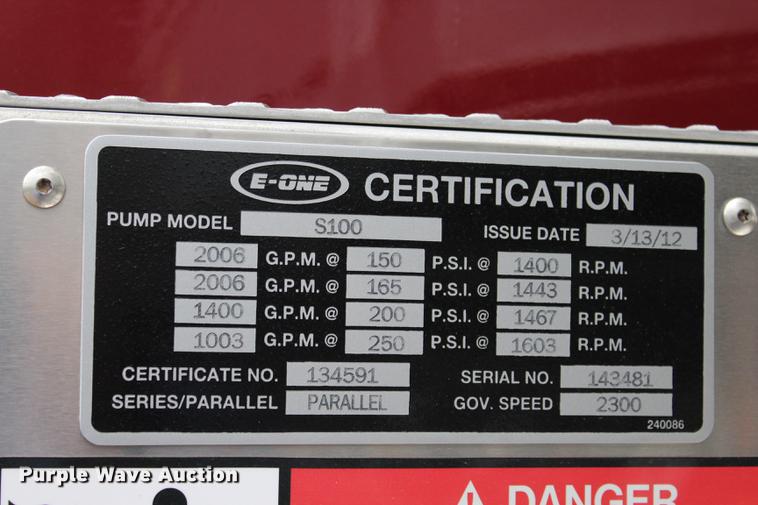 E-ONE CERTIFICATION
PUMP MODEL S100 ISSUE DATE 3/13/12
2006 G.P.M. @ 150 P.S.I. @ 1400 R.P.M.
2006 G.P.M. @ 165 P.S.I. @ 1443 R.P.M.
1400 G.P.M. @ 200 P.S.I. @ 1467 R.P.M.
1003 G.P.M. @ 250 P.S.I. @ 1603 R.P.M.
CERTIFICATE NO. 134591 SERIAL NO. 143481
SERIES/PARALLEL PARALLEL GOV. SPEED 2300
240086
Purple Wave Auction
DANGER